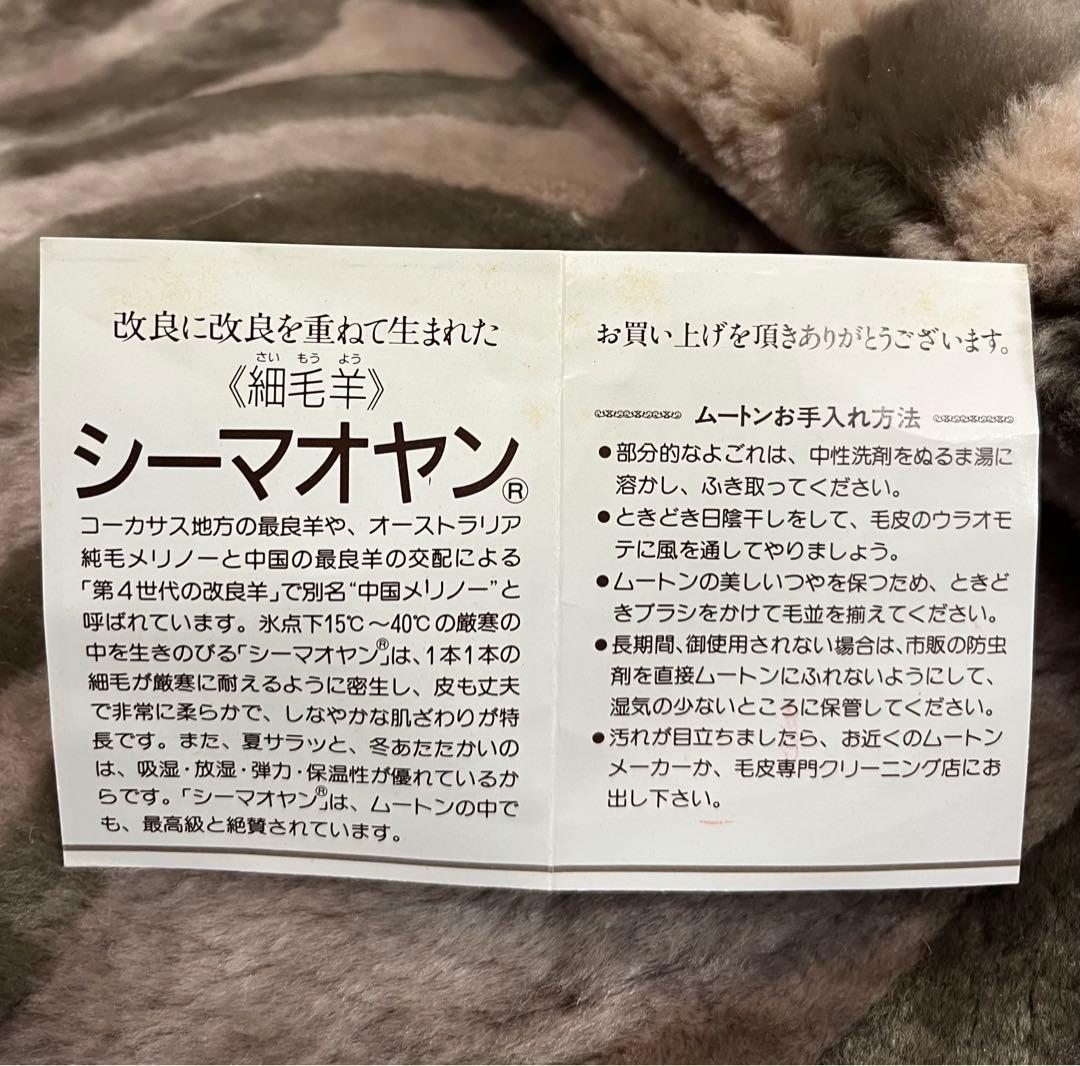 改良に改良を重ねて生まれた
さい もう よう
《細毛羊》
シーマオヤン®
コーカサス地方の最良羊や、オーストラリア
純毛メリノーと中国の最良羊の交配による
「第4世代の改良羊」で別名“中国メリノー”と
呼ばれています。氷点下15℃～40℃の厳寒の
中を生きのびる「シーマオヤン®」は、1本1本の
細毛が厳寒に耐えるように密生し、皮も丈夫
で非常に柔らかで、しなやかな肌ざわりが特
長です。また、夏サラッと、冬あたたかいの
は、吸湿・放湿・弾力・保温性が優れているか
らです。「シーマオヤン®」は、ムートンの中で
も、最高級と絶賛されています。
お買い上げを頂きありがとうございます。
ムートンお手入れ方法
●部分的なよごれは、中性洗剤をぬるま湯に
溶かし、ふき取ってください。
●ときどき日陰干しをして、毛皮のウラオモ
テに風を通してやりましょう。
●ムートンの美しいつやを保つため、ときど
きブラシをかけて毛並を揃えてください。
●長期間、御使用されない場合は、市販の防虫
剤を直接ムートンにふれないようにして、
湿気の少ないところに保管してください。
●汚れが目立ちましたら、お近くのムートン
メーカーか、毛皮専門クリーニング店にお
出し下さい。